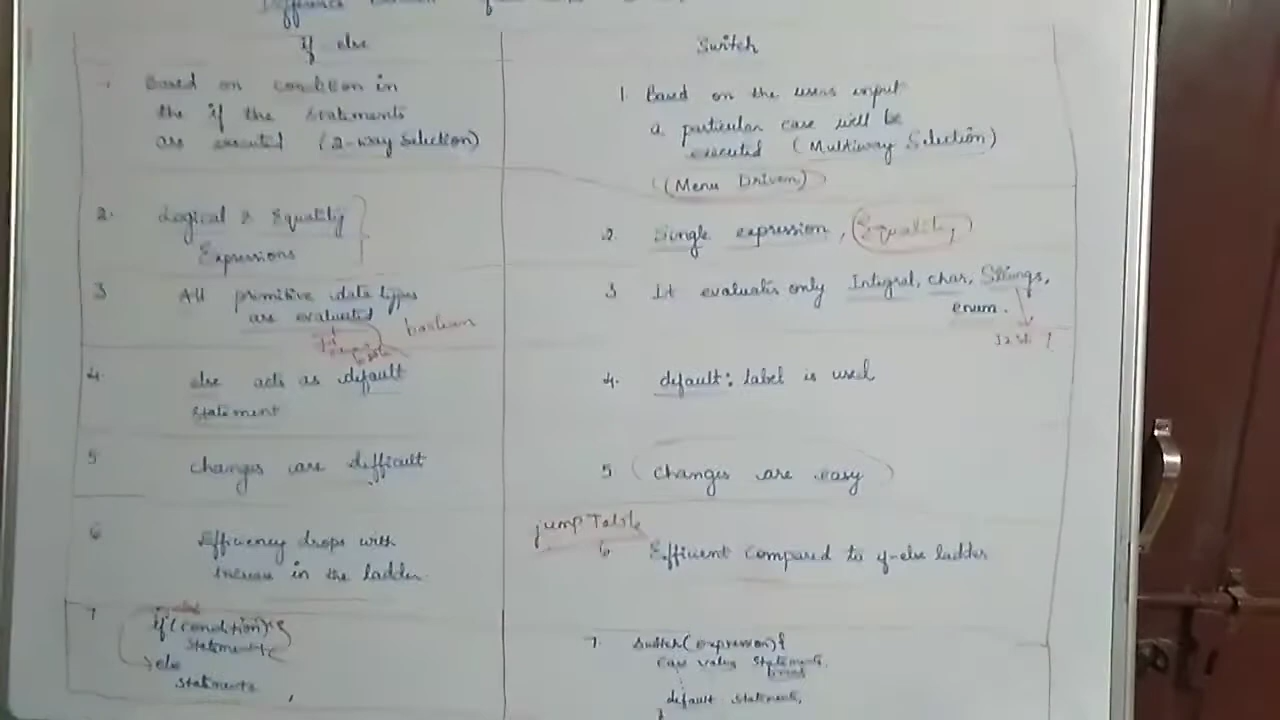 Difference
If else
Switch
Based on condition in
the if the statements
are executed (2-way selection)
1. Based on the users input
a particular case will be
executed (Multiway Selection)
(Menu Driven)
2. Logical & Equality
Expressions
2. Single expression, (Equality)
3 All primitive data types
are evaluated
boolean
3 It evaluates only Integral, char, Strings,
enum.
4. else acts as default
statement
4. default: label is used
5 changes are difficult
5 (changes are easy)
6 Efficiency drops with
increase in the ladder.
jump Table
6 Efficient compared to if-else ladder
7 if(condition) {
statements
else
statements
7. switch(expression){
case value: statements,
break
default statements,
}